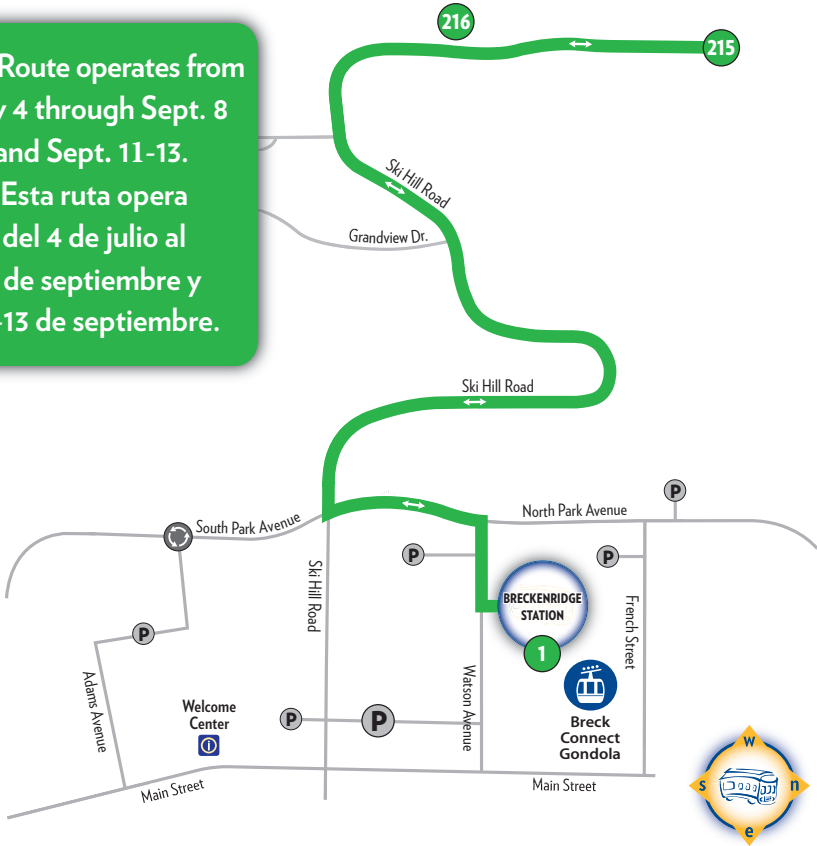 216
215
Route operates from
4 through Sept. 8
and Sept. 11-13.
Esta ruta opera
del 4 de julio al
de septiembre y
-13 de septiembre.
Ski Hill Road
Grandview Dr.
Ski Hill Road
P
North Park Avenue
South Park Avenue
P
P
Ski Hill Road
BRECKENRIDGE
STATION
French Street
P
1
Adams Avenue
Watson Avenue
Welcome
Center
i
P
P
Breck
Connect
Gondola
Main Street
Main Street
w
s
n
e